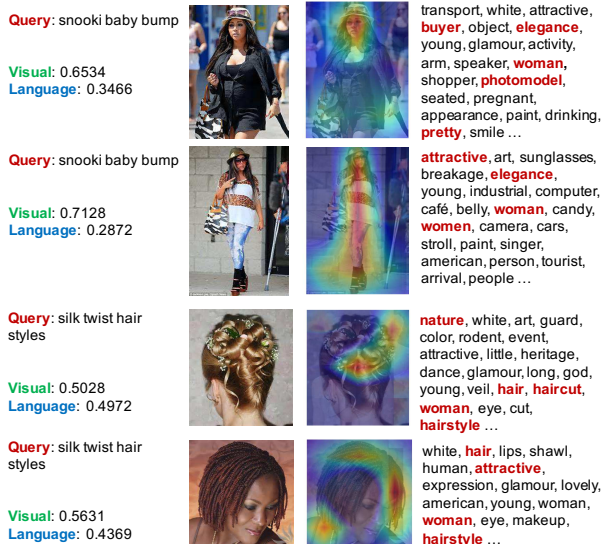 Query: snooki baby bump
Visual: 0.6534
Language: 0.3466
transport, white, attractive,
buyer, object, elegance,
young, glamour, activity,
arm, speaker, woman,
shopper, photomodel,
seated, pregnant,
appearance, paint, drinking,
pretty, smile ...
Query: snooki baby bump
Visual: 0.7128
Language: 0.2872
attractive, art, sunglasses,
breakage, elegance,
young, industrial, computer,
café, belly, woman, candy,
women, camera, cars,
stroll, paint, singer,
american, person, tourist,
arrival, people ...
Query: silk twist hair
styles
Visual: 0.5028
Language: 0.4972
nature, white, art, guard,
color, rodent, event,
attractive, little, heritage,
dance, glamour, long, god,
young, veil, hair, haircut,
woman, eye, cut,
hairstyle ...
Query: silk twist hair
styles
Visual: 0.5631
Language: 0.4369
white, hair, lips, shawl,
human, attractive,
expression, glamour, lovely,
american, young, woman,
woman, eye, makeup,
hairstyle ...